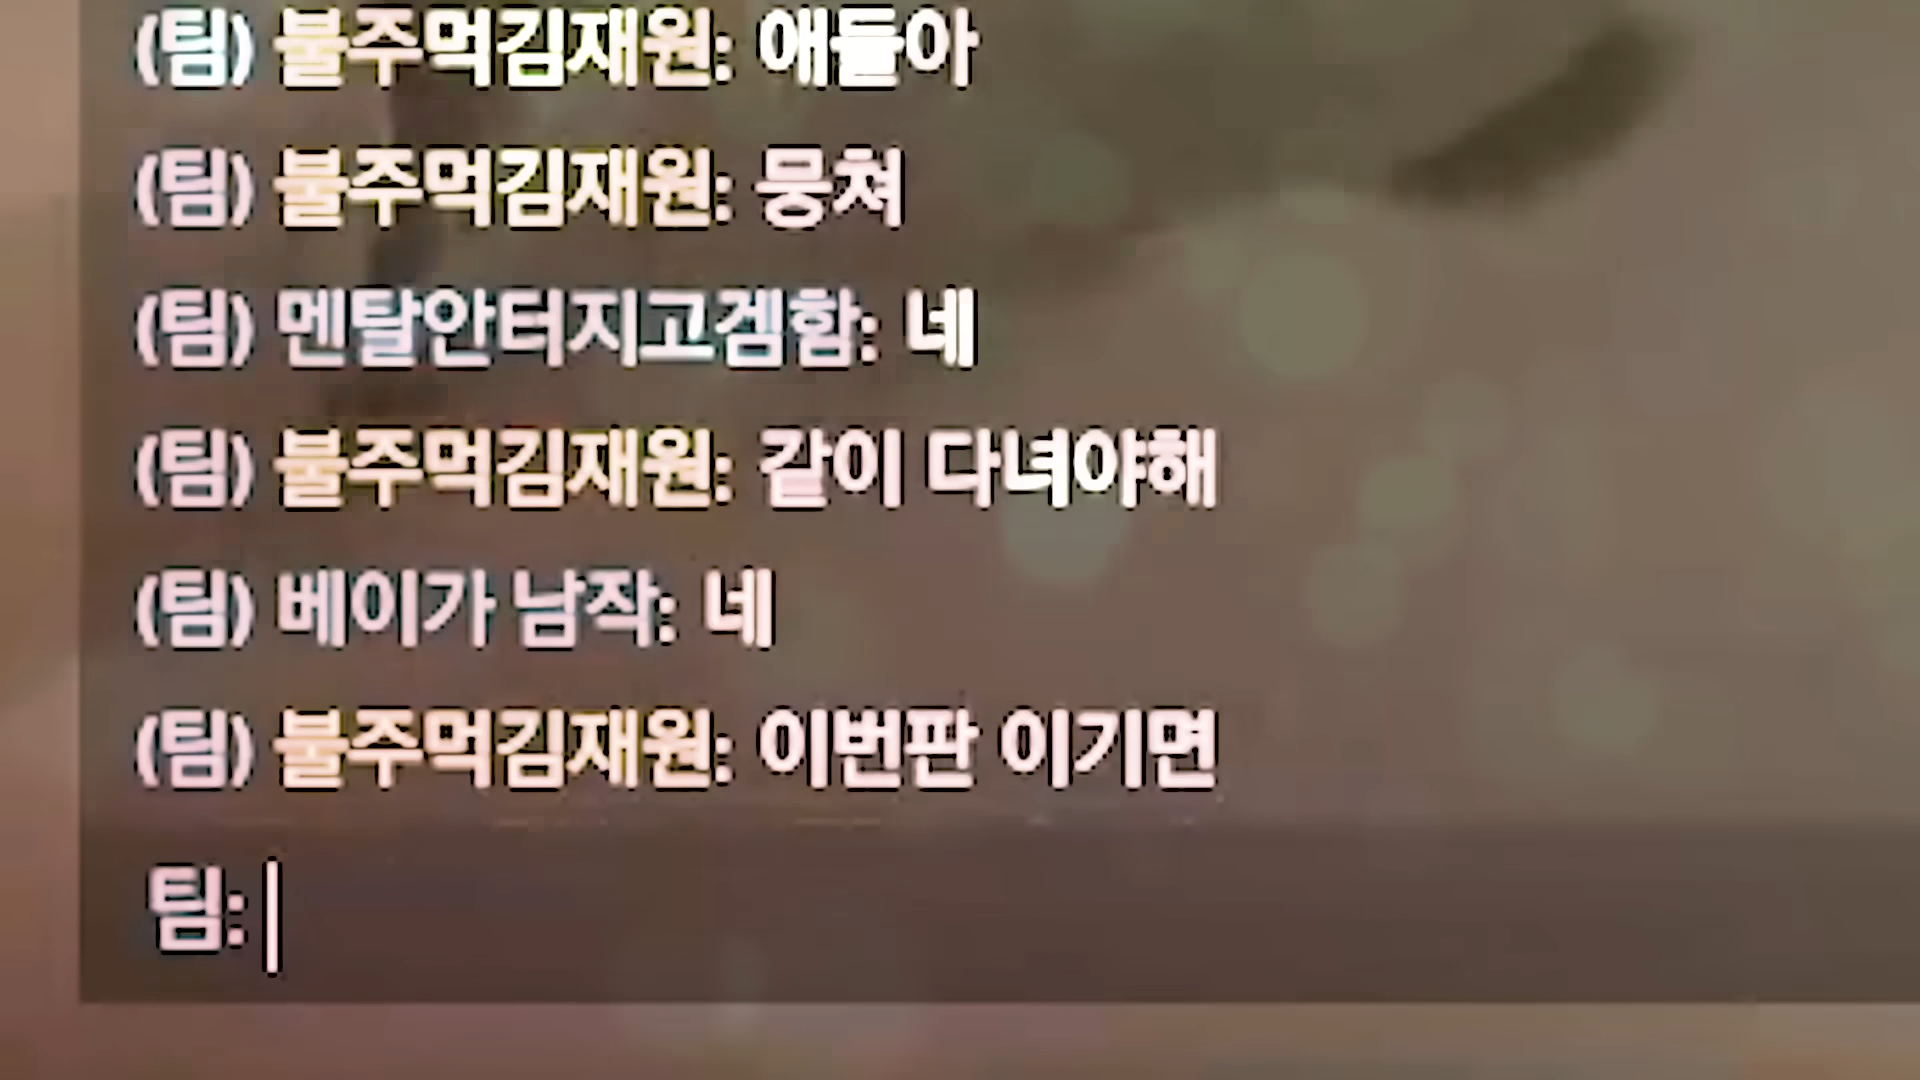 (팀) 불주먹김재원: 애들아
(팀) 불주먹김재원: 뭉쳐
(팀) 멘탈안터지고겜함: 네
(팀) 불주먹김재원: 같이 다녀야해
(팀) 베이가 남작: 네
(팀) 불주먹김재원: 이번판 이기면
팀: